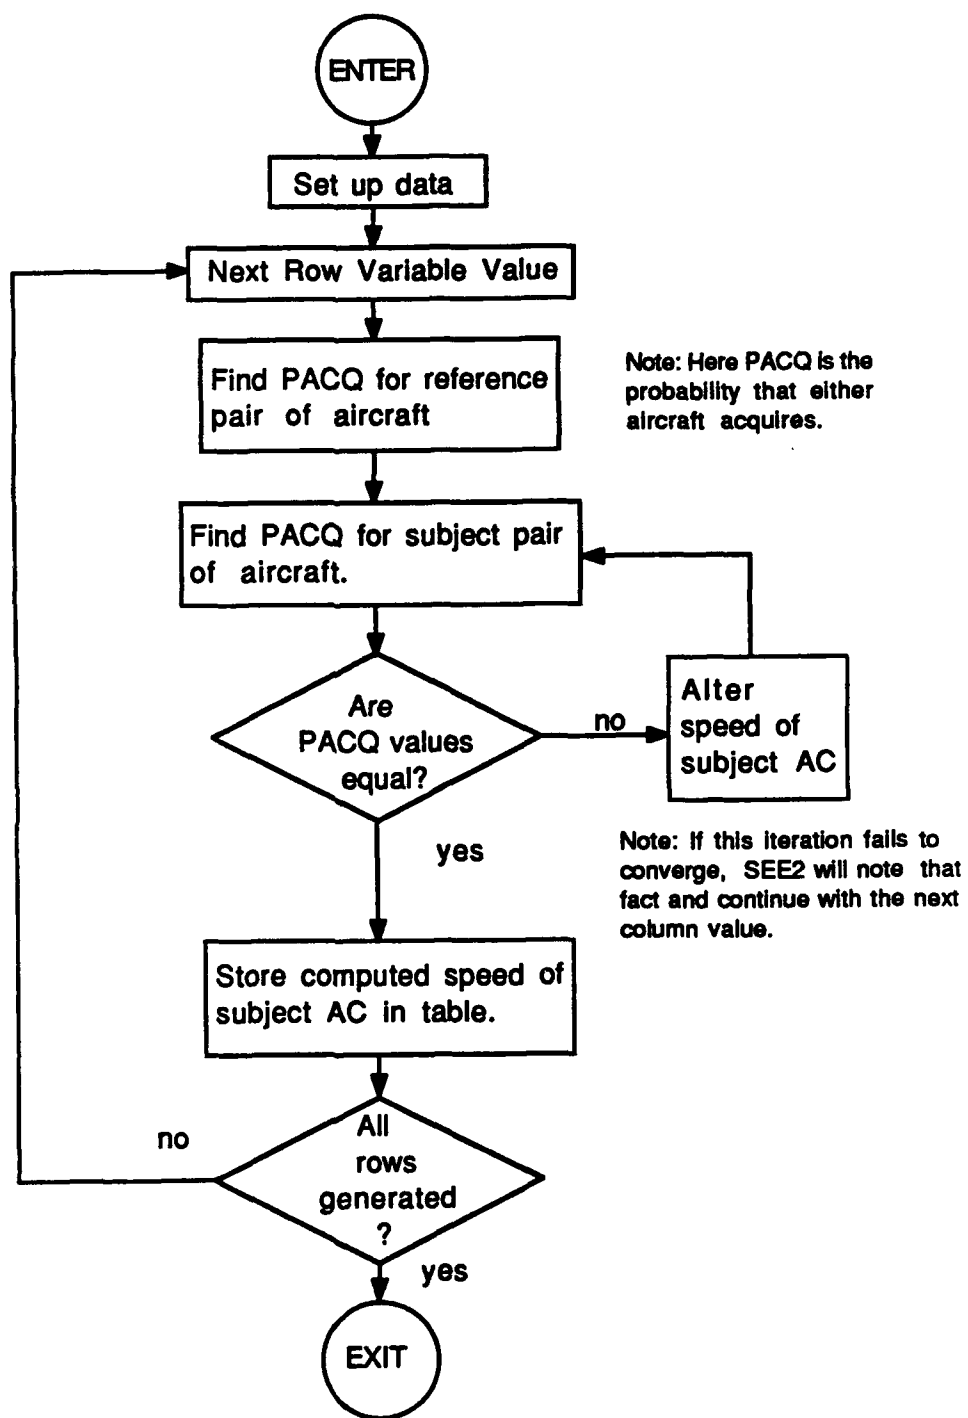 ENTER
Set up data
Next Row Variable Value
Find PACQ for reference
pair of aircraft
Note: Here PACQ is the
probability that either
aircraft acquires.
Find PACQ for subject pair
of aircraft.
Are
PACQ values
equal?
no
Alter
speed of
subject AC
yes
Note: If this iteration fails to
converge, SEE2 will note that
fact and continue with the next
column value.
Store computed speed of
subject AC in table.
no
All
rows
generated
?
yes
EXIT